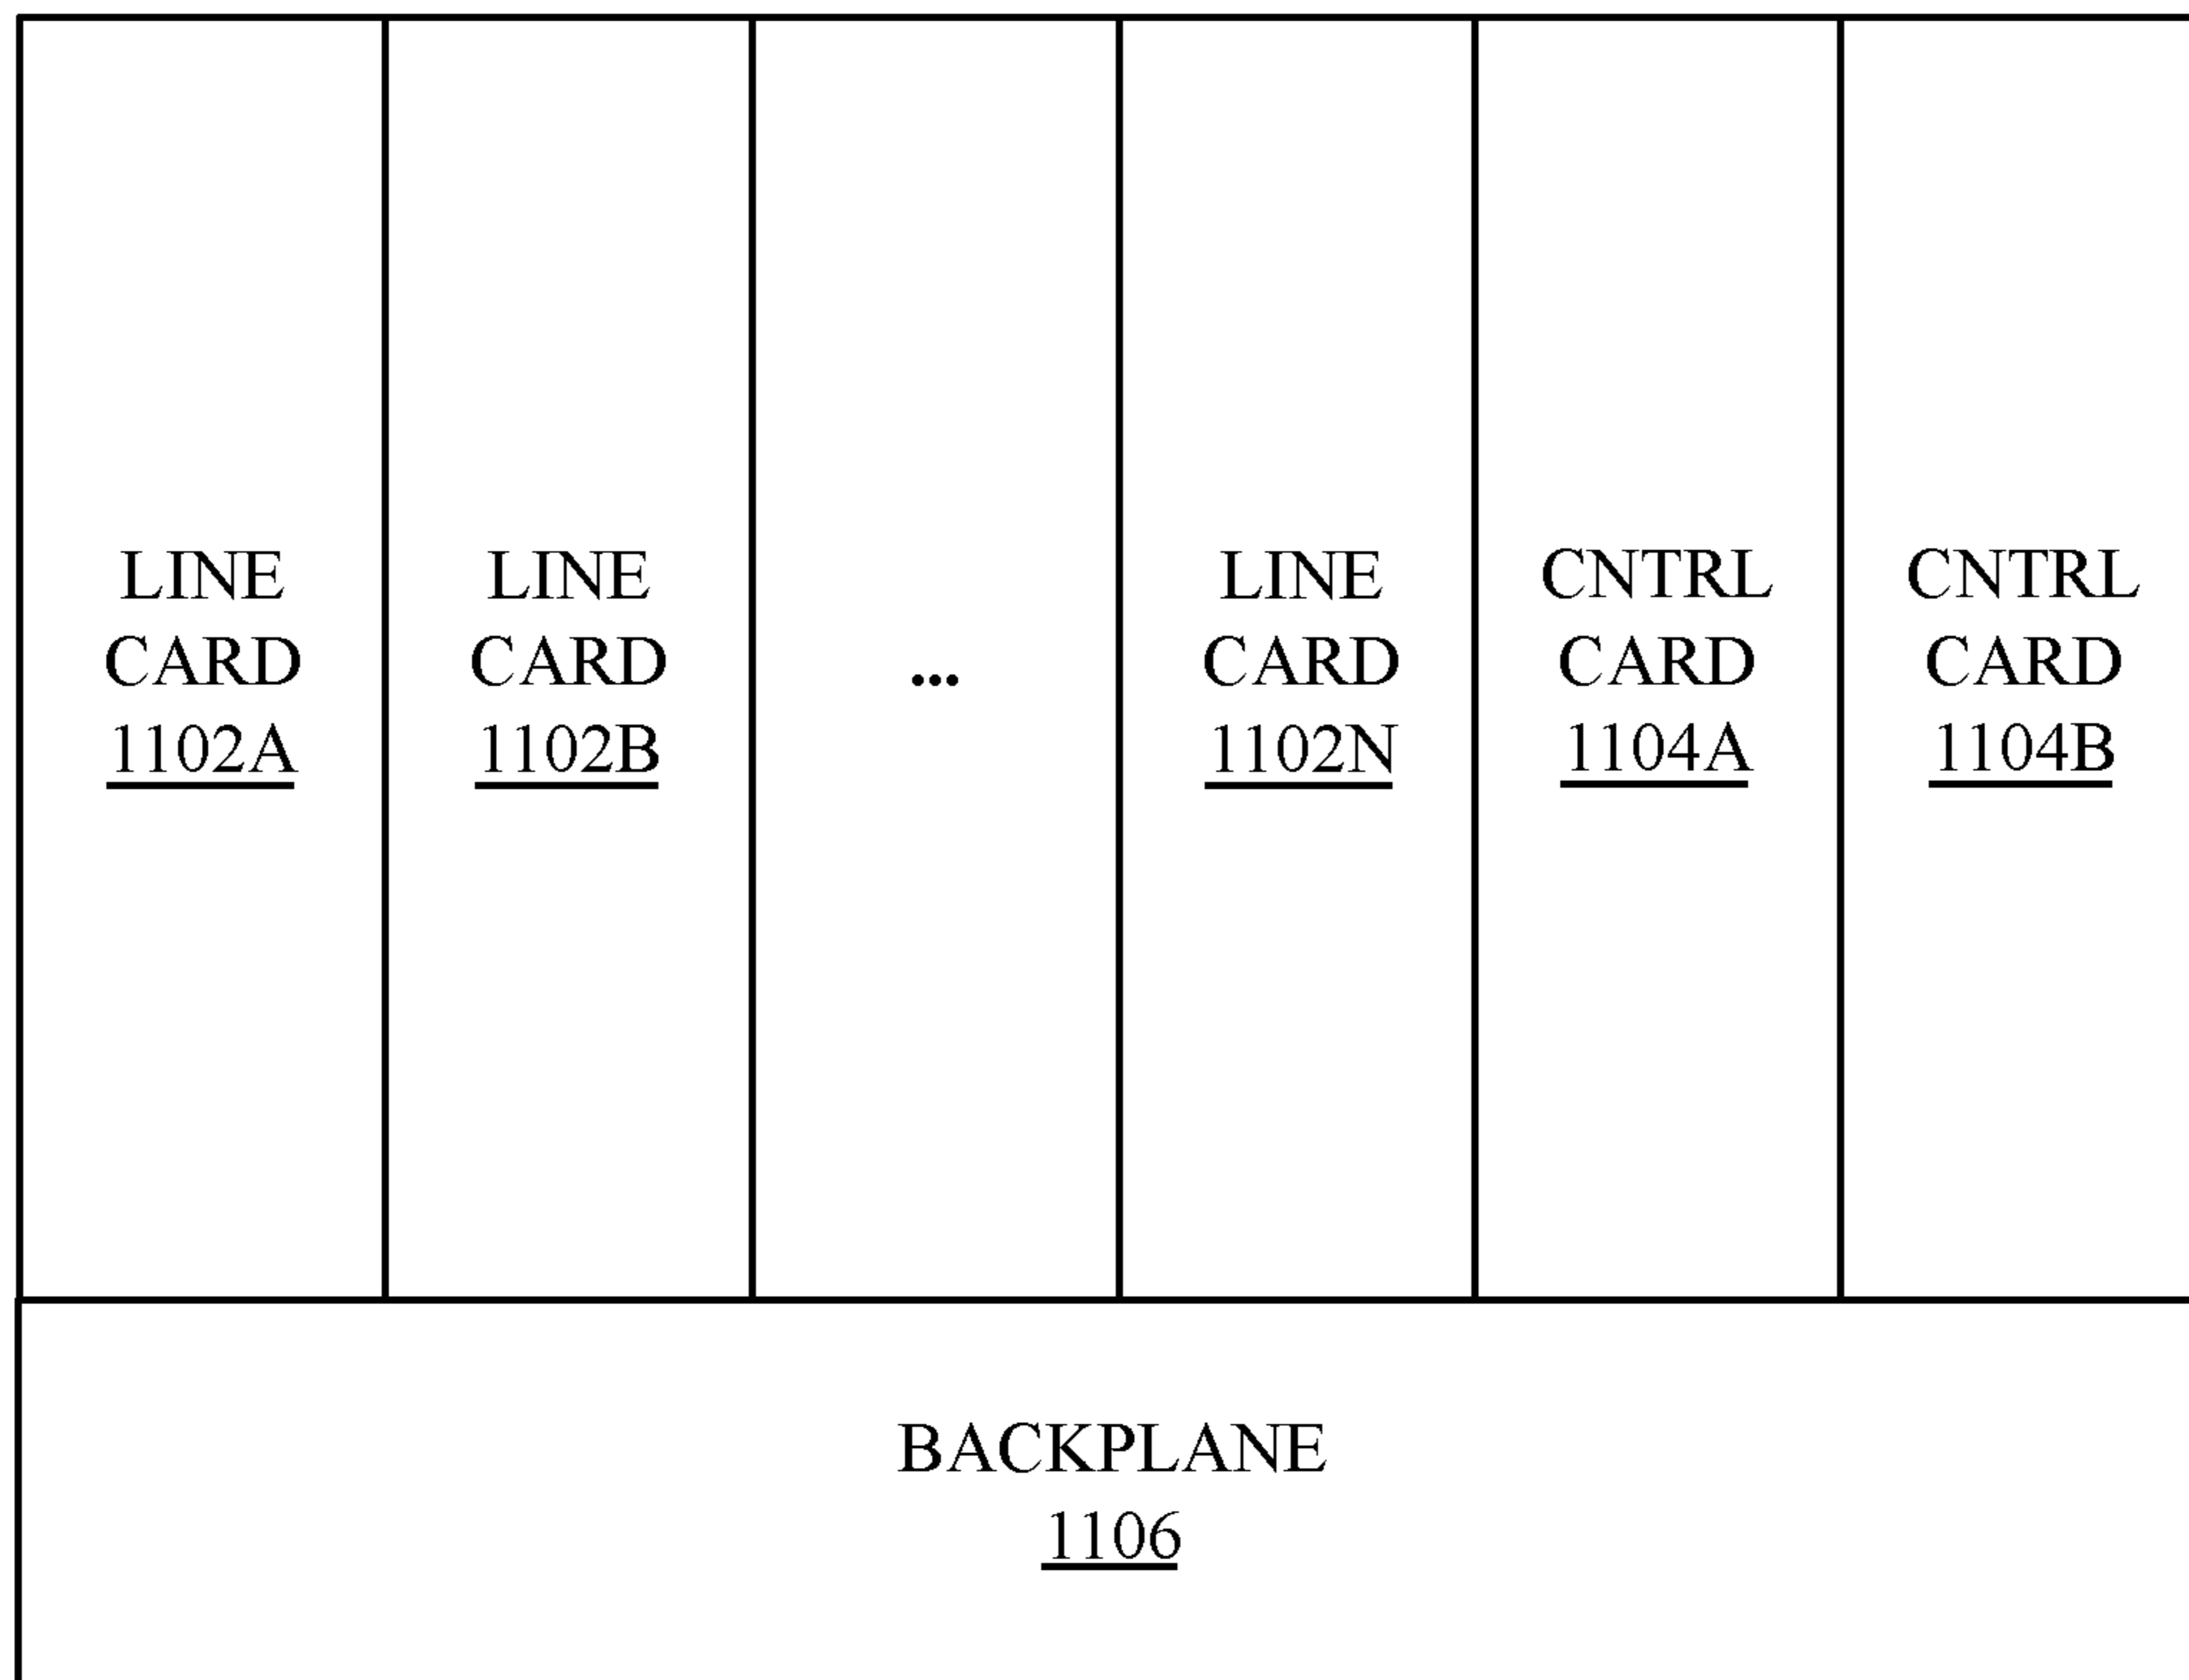 LINE
CARD
1102A
LINE
CARD
1102B
...
LINE
CARD
1102N
CNTRL
CARD
1104A
CNTRL
CARD
1104B
BACKPLANE
1106